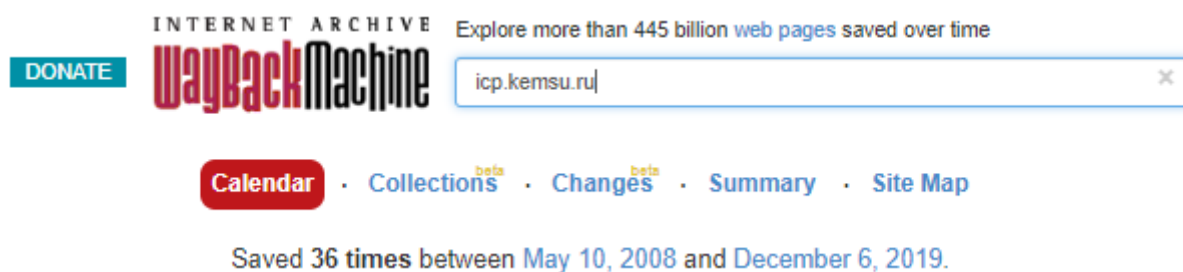 INTERNET ARCHIVE
WayBackMachine
DONATE
Explore more than 445 billion web pages saved over time
icp.kemsu.ru ×
Calendar · Collections beta · Changes beta · Summary · Site Map
Saved 36 times between May 10, 2008 and December 6, 2019.